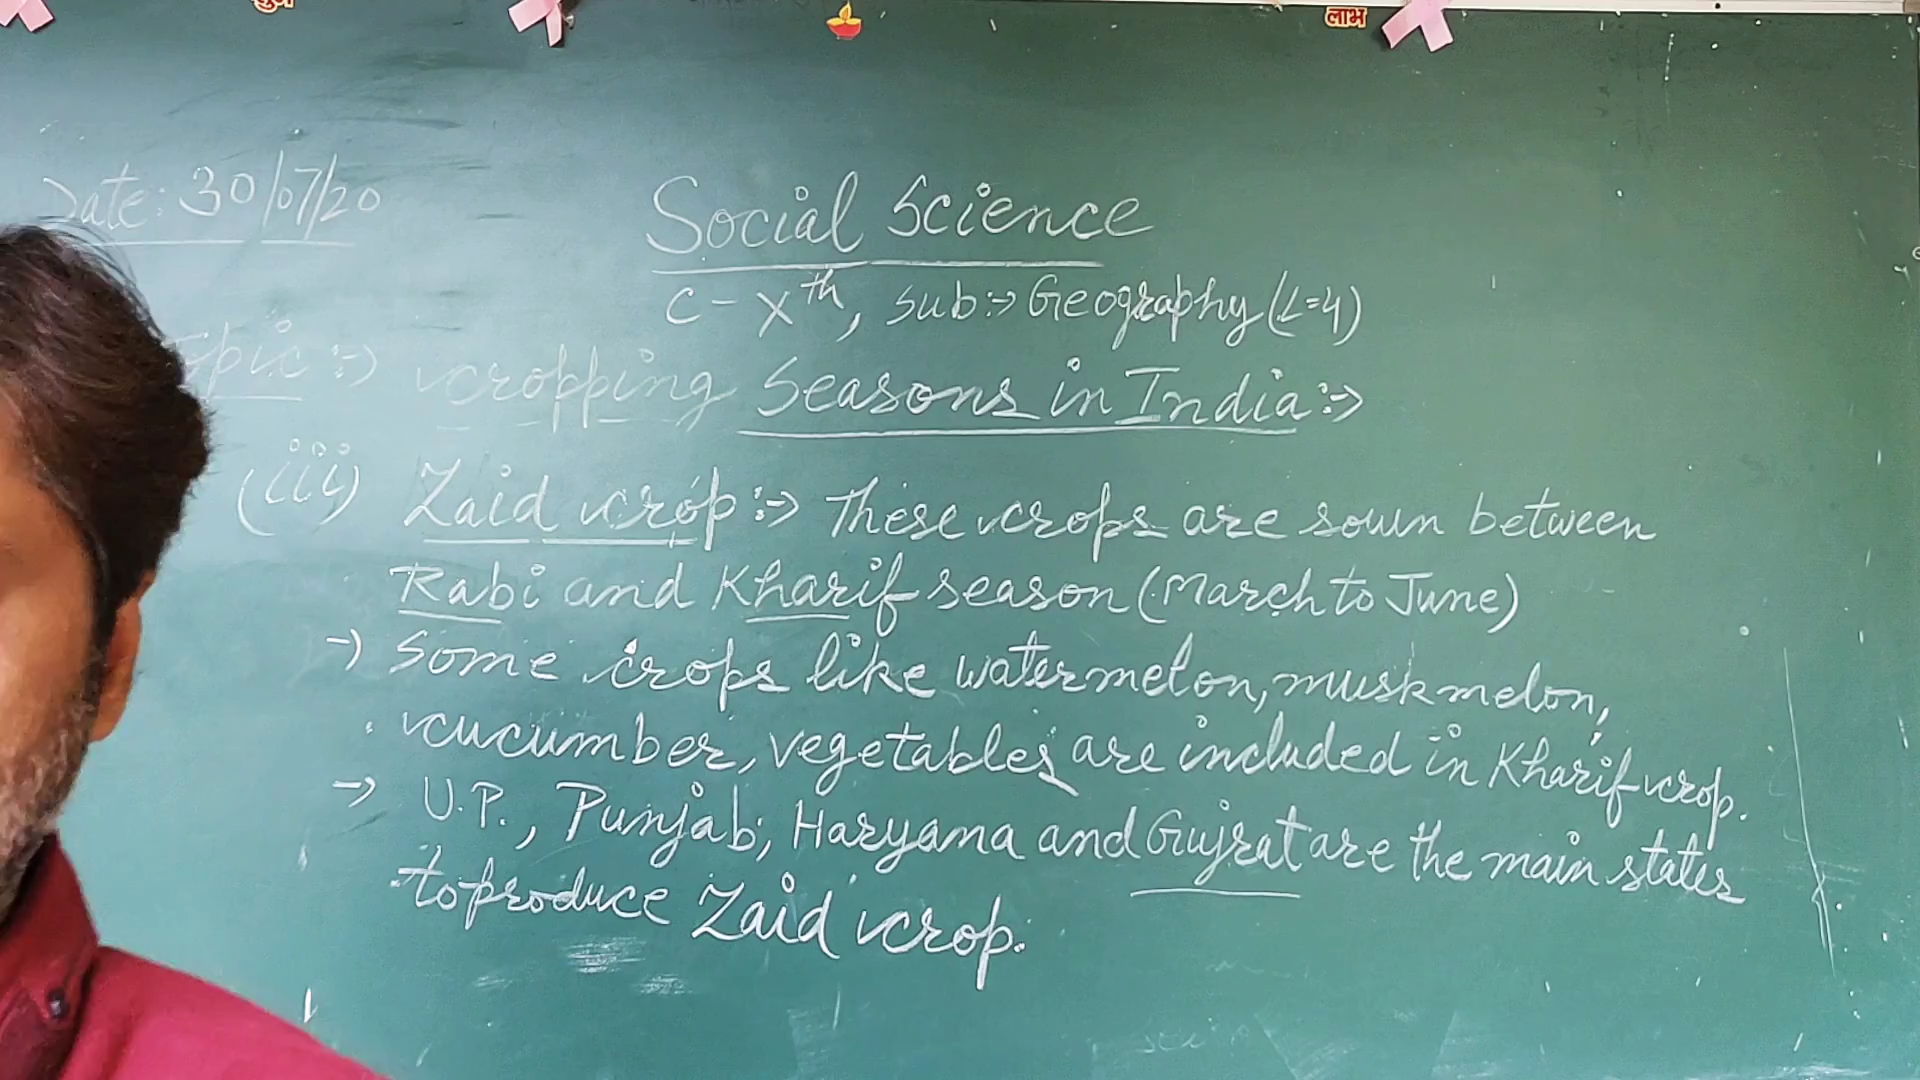 लाभ
Date: 30/07/20
Social Science
C - Xth, Sub:-> Geography (L=4)
Topic :-> cropping Seasons in India :->
(iii) Zaid crop :-> These crops are sown between
Rabi and Kharif season (March to June)
-> Some crops like watermelon, muskmelon,
cucumber, vegetables are included in Kharif crop.
-> U.P., Punjab, Haryana and Gujrat are the main states
to produce Zaid crop.